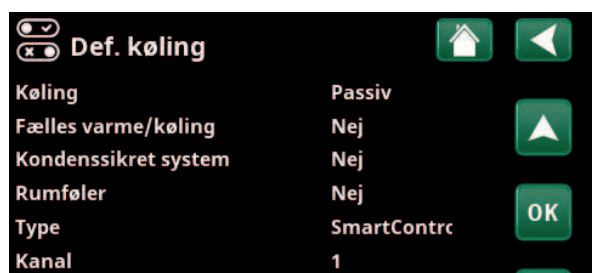 Def. køling
Køling Passiv
Fælles varme/køling Nej
Kondenssikret system Nej
Rumføler Nej
Type SmartContrc
Kanal 1
OK